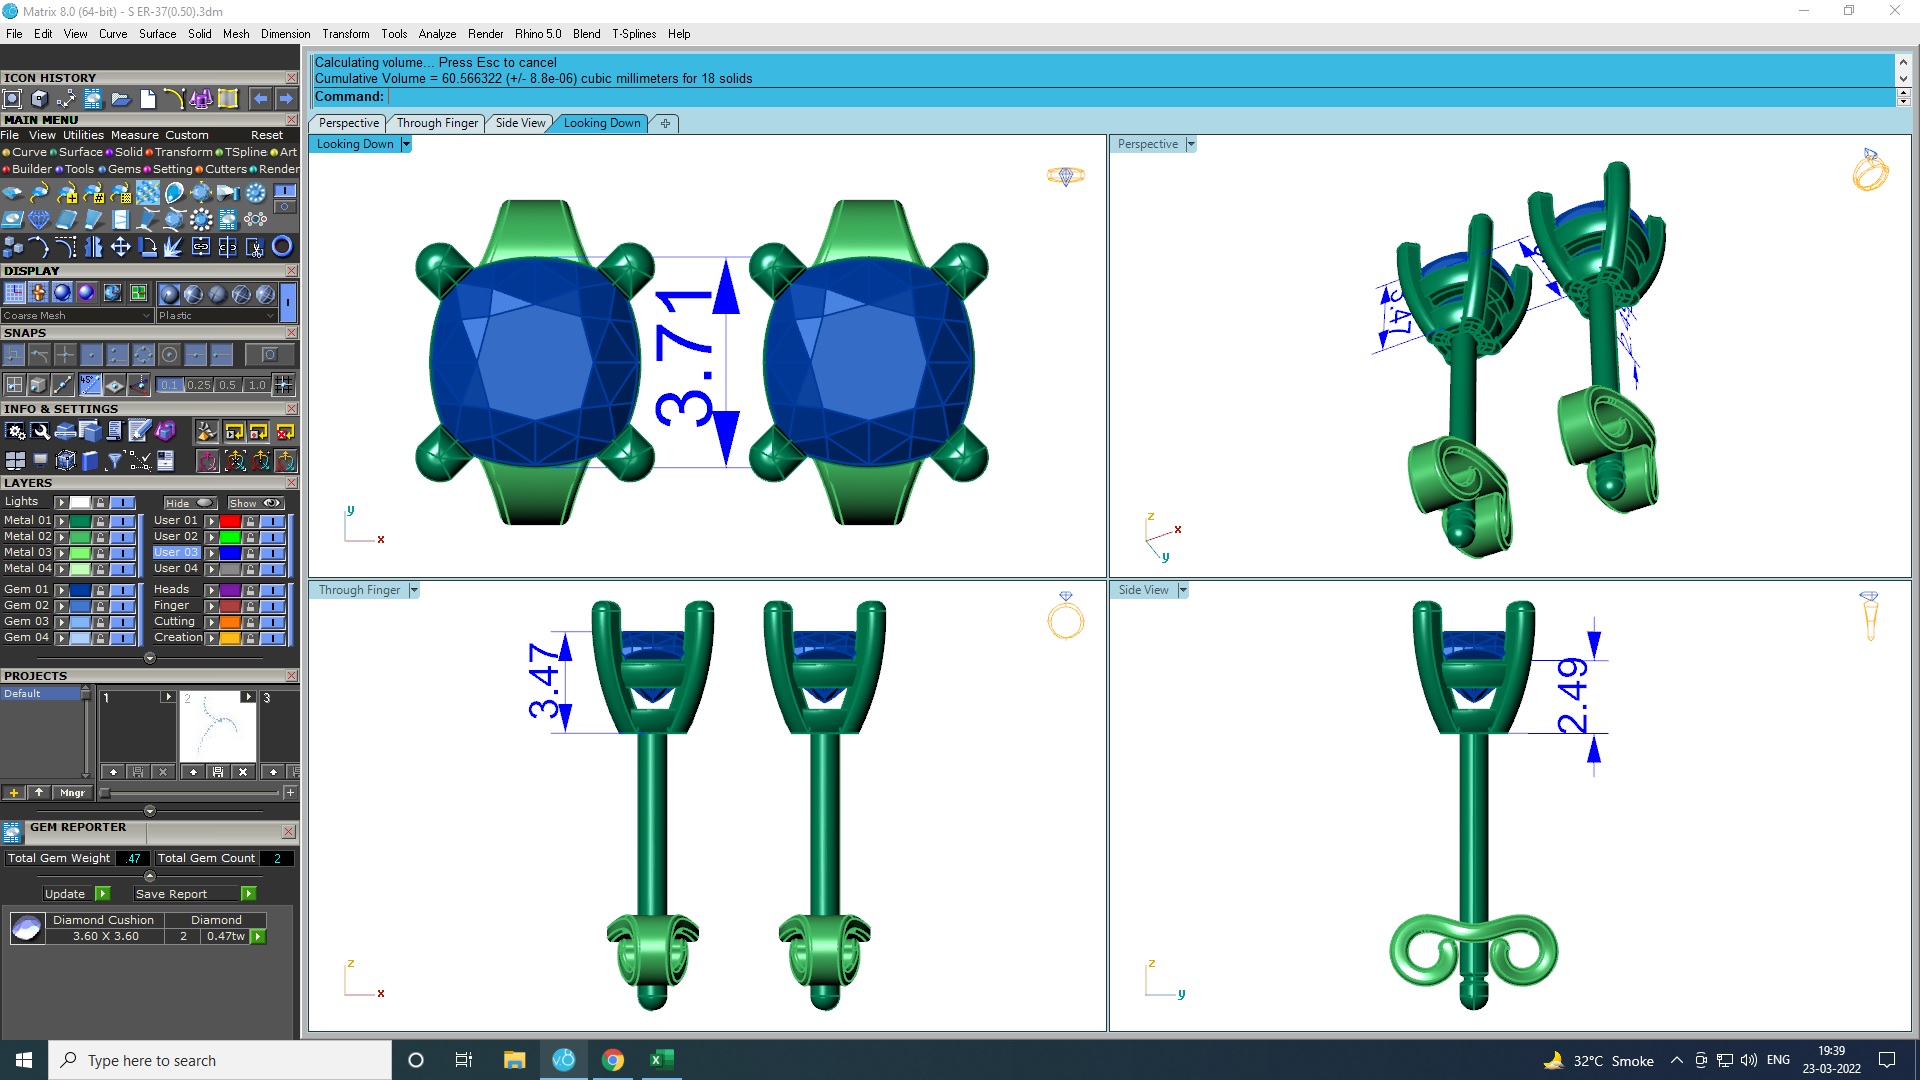 Matrix 8.0 (64-bit) - S ER-37(0.50).3dm
File Edit View Curve Surface Solid Mesh Dimension Transform Tools Analyze Render Rhino 5.0 Blend T-Splines Help
Calculating volume... Press Esc to cancel
Cumulative Volume = 60.566322 (+/- 8.8e-06) cubic millimeters for 18 solids
Command:
Perspective Through Finger Side View Looking Down
ICON HISTORY
MAIN MENU
File View Utilities Measure Custom Reset
Curve Surface Solid Transform TSpline Art
Builder Tools Gems Setting Cutters Render
DISPLAY
Coarse Mesh Plastic
SNAPS
45° 0.1 0.25 0.5 1.0
INFO & SETTINGS
LAYERS
Lights Hide Show
Metal 01 User 01
Metal 02 User 02
Metal 03 User 03
Metal 04 User 04
Gem 01 Heads
Gem 02 Finger
Gem 03 Cutting
Gem 04 Creation
PROJECTS
Default 1 2 3
Mngr
GEM REPORTER
Total Gem Weight .47 Total Gem Count 2
Update Save Report
Diamond Cushion Diamond
3.60 X 3.60 2 0.47tw
Looking Down
3.71
y
x
Perspective
3.47
z
x
y
Through Finger
3.47
z
x
Side View
2.49
z
y
Type here to search
32°C Smoke ENG
19:39
23-03-2022